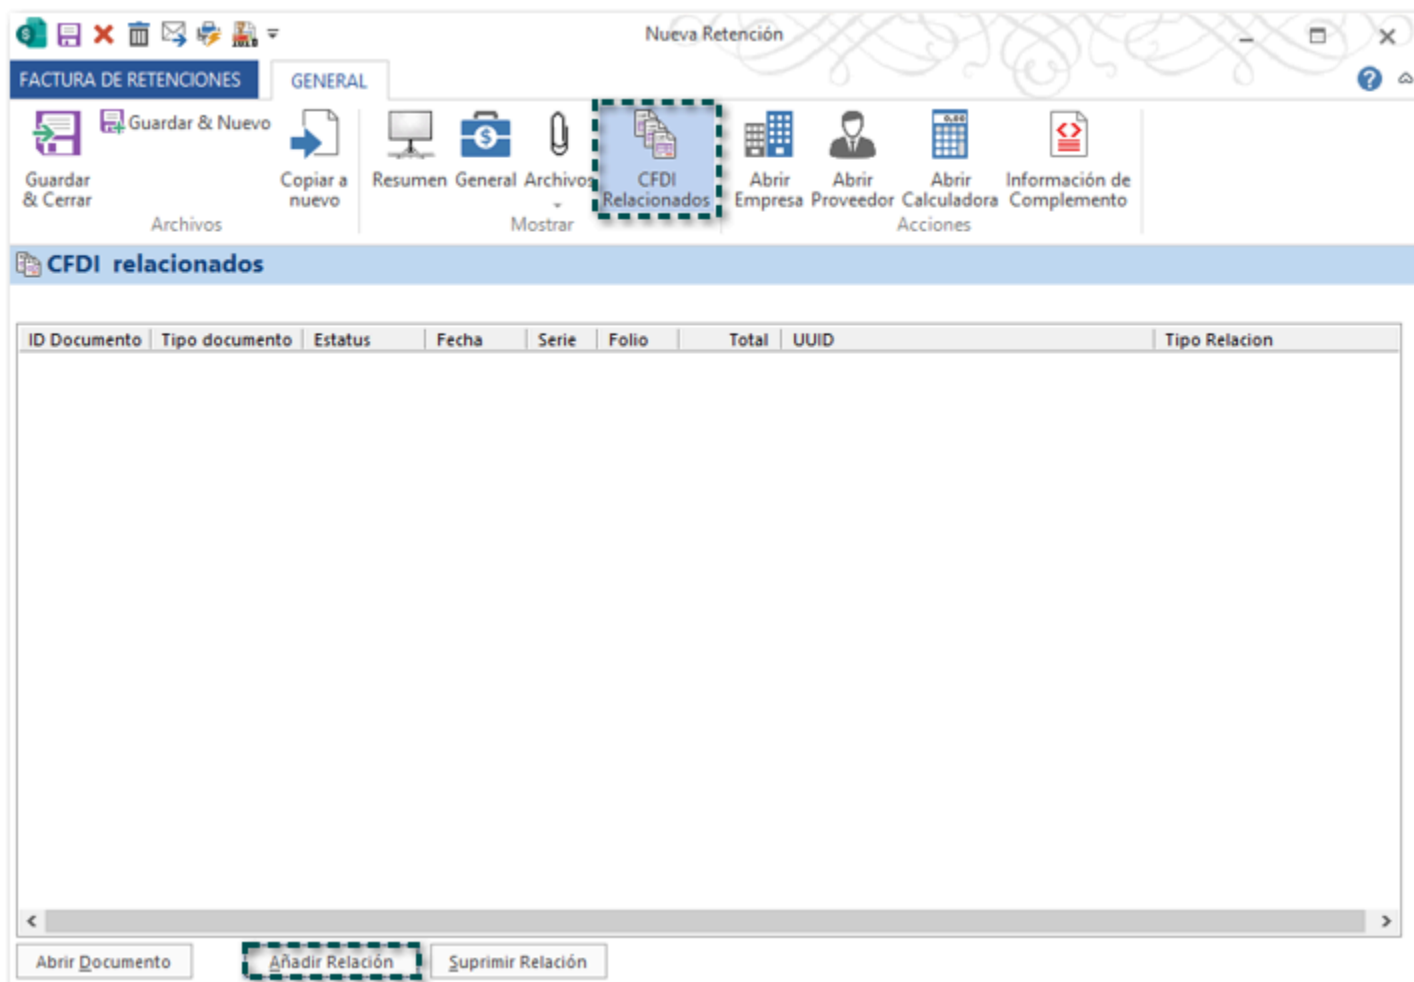 Nueva Retención
FACTURA DE RETENCIONES
GENERAL
Guardar & Cerrar
Guardar & Nuevo
Copiar a nuevo
Archivos
Resumen
General
Archivos
CFDI Relacionados
Mostrar
Abrir Empresa
Abrir Proveedor
Abrir Calculadora
Información de Complemento
Acciones
CFDI relacionados
ID Documento Tipo documento Estatus Fecha Serie Folio Total UUID Tipo Relacion
Abrir Documento Añadir Relación Suprimir Relación